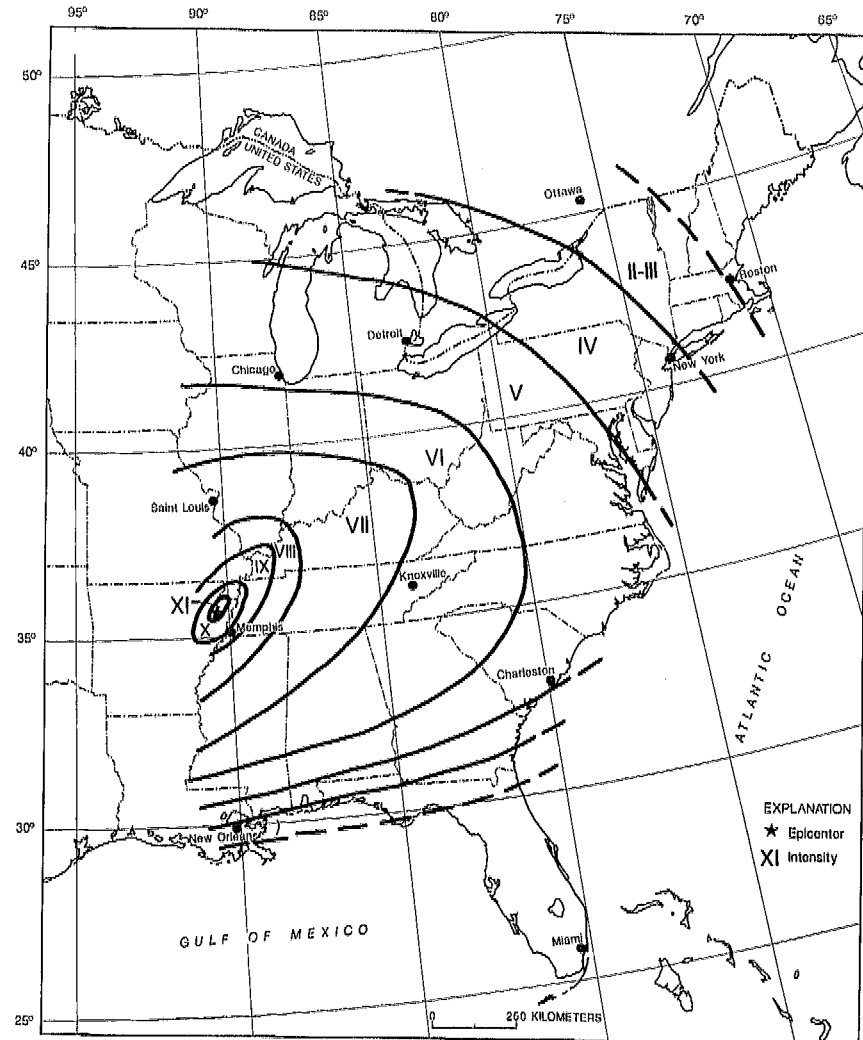 95° 90° 85° 80° 75° 70° 65°
50°
CANADA
UNITED STATES
Ottawa
45°
II-III
Boston
Detroit
IV
New York
Chicago
V
40°
VI
Saint Louis
VII
VIII
IX
Knoxville
XI
X
Memphis
35°
Charleston
ATLANTIC OCEAN
EXPLANATION
★ Epicenter
XI Intensity
30°
New Orleans
GULF OF MEXICO
Miami
25°
0 250 KILOMETERS